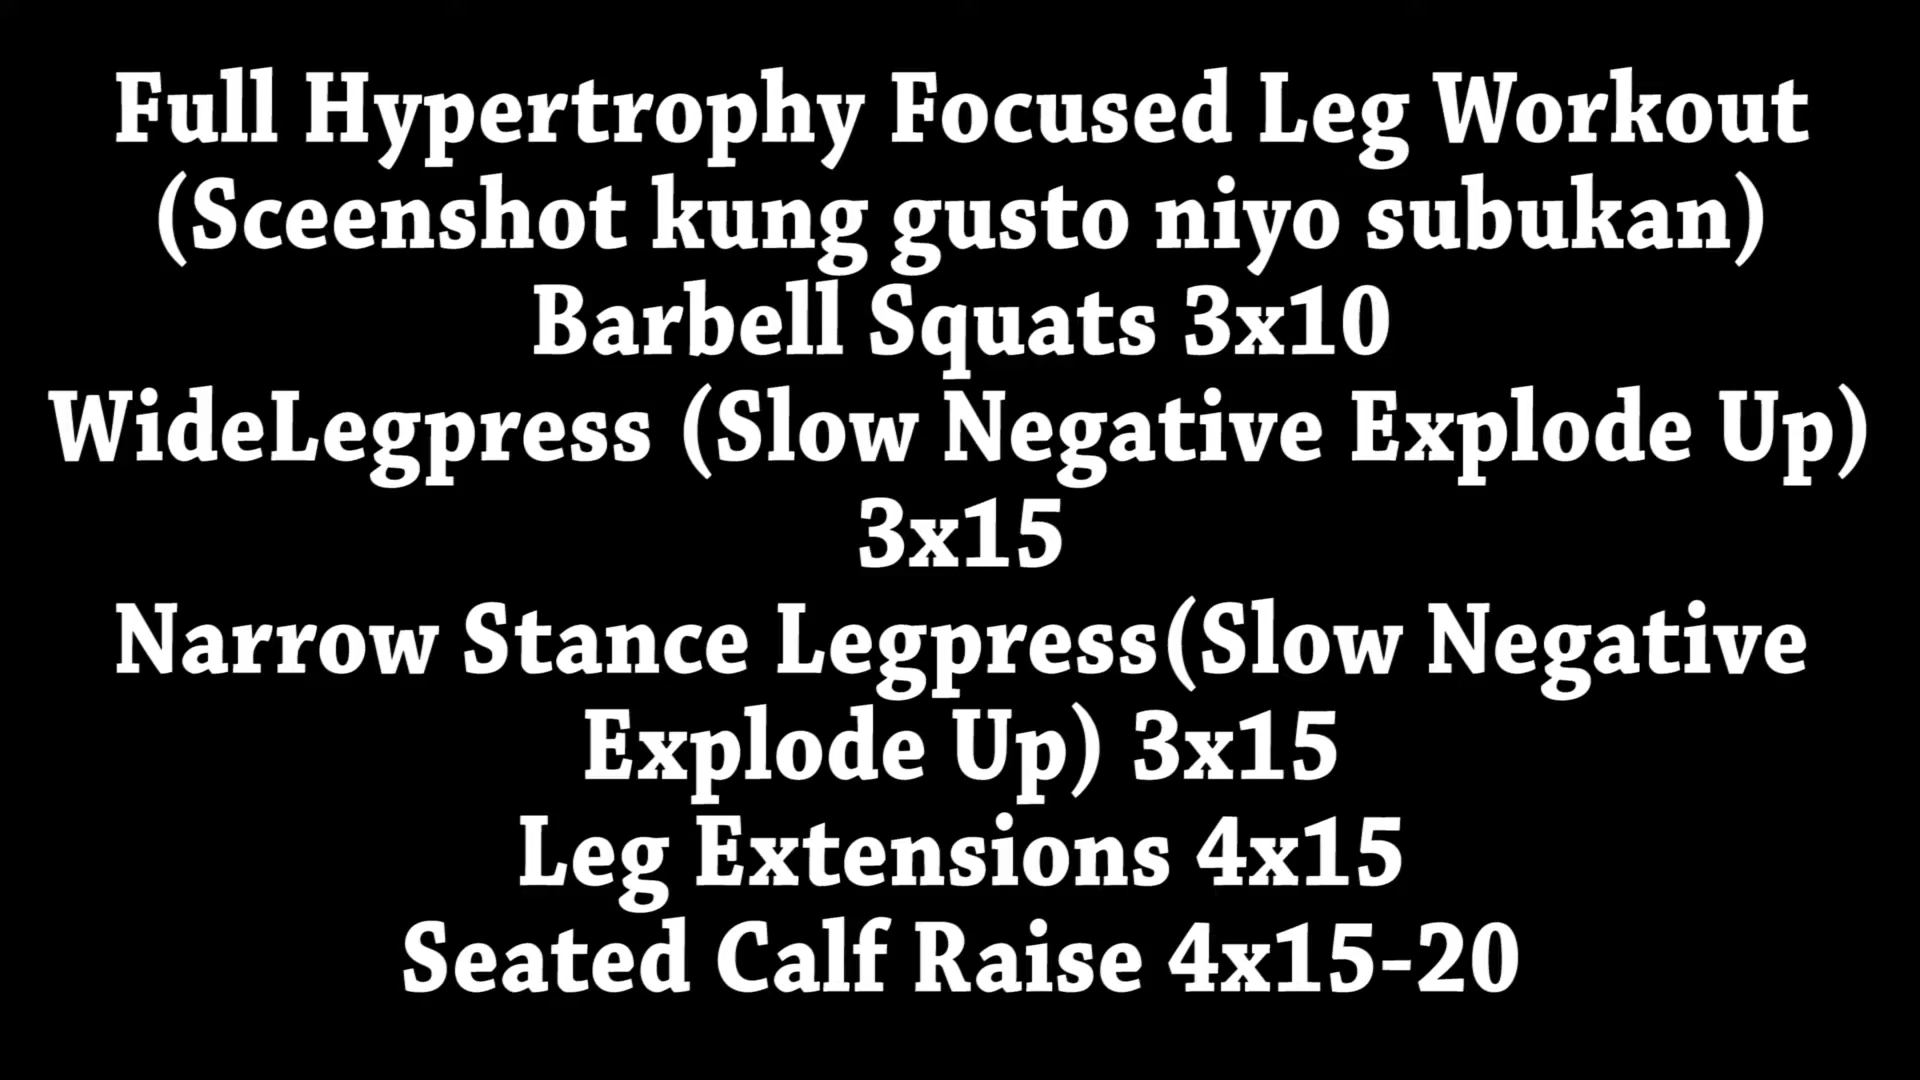 Full Hypertrophy Focused Leg Workout
(Sceenshot kung gusto niyo subukan)
Barbell Squats 3x10
WideLegpress (Slow Negative Explode Up)
3x15
Narrow Stance Legpress(Slow Negative
Explode Up) 3x15
Leg Extensions 4x15
Seated Calf Raise 4x15-20